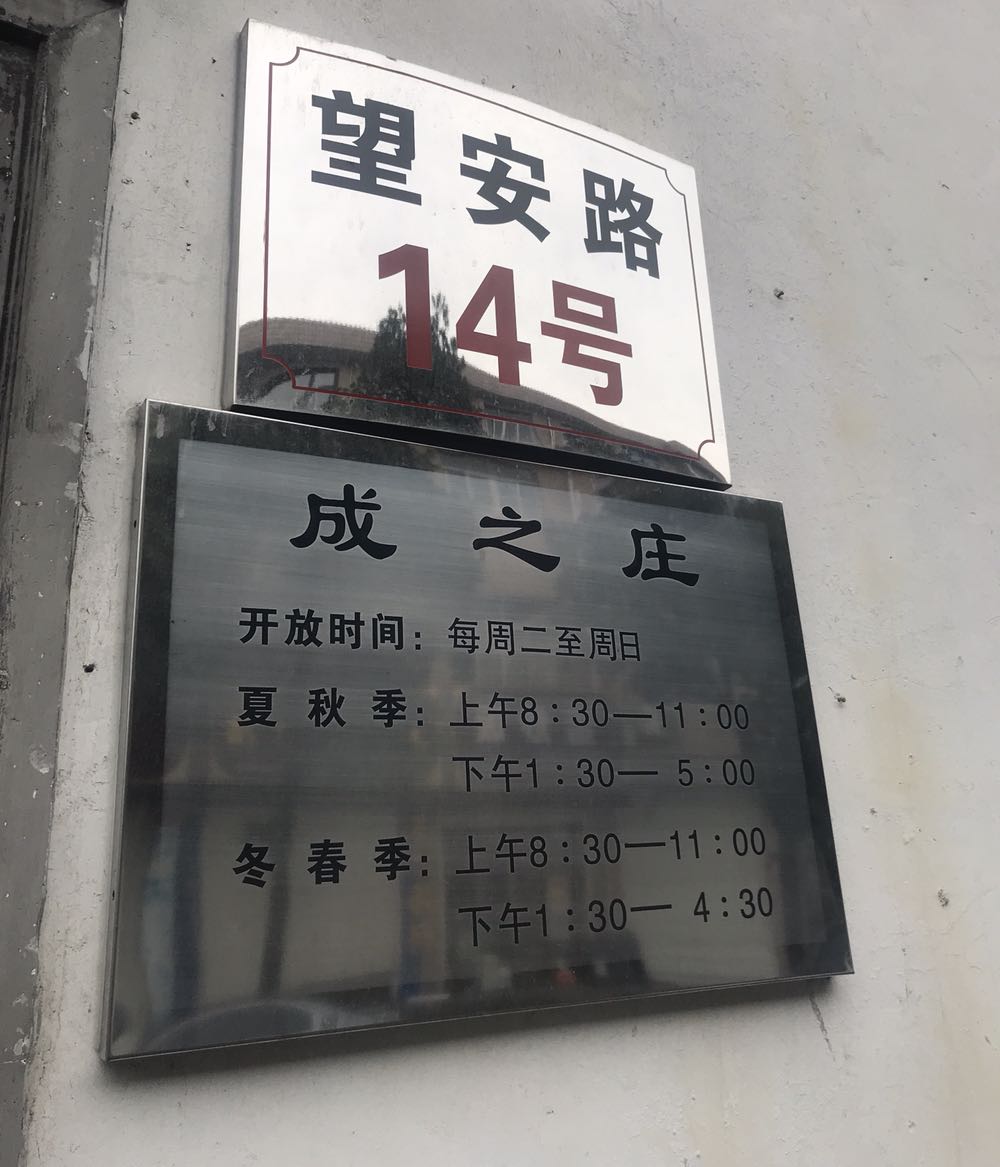 望安路
14号
成之庄
开放时间：每周二至周日
夏秋季：上午8：30—11：00
下午1：30— 5：00
冬春季：上午8：30—11：00
下午1：30— 4：30